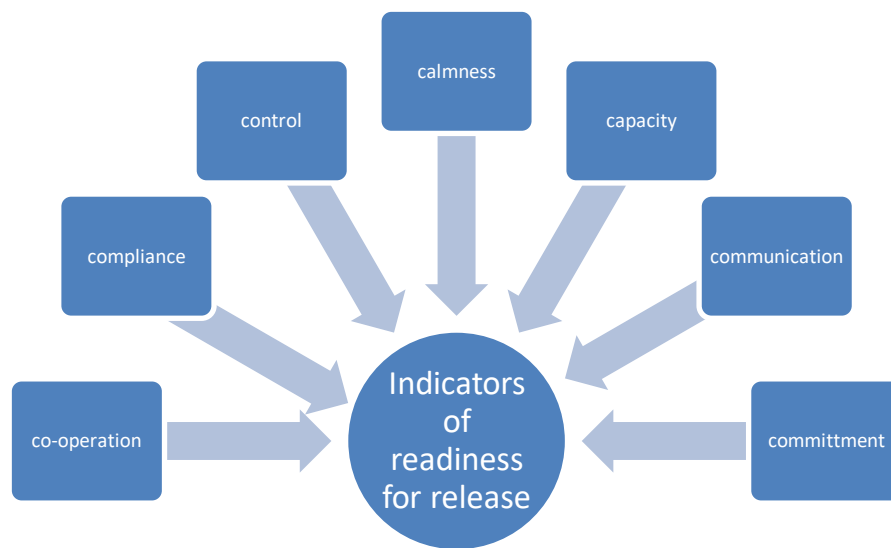 calmness
control
capacity
compliance
communication
Indicators
of
readiness
for release
co-operation
committment